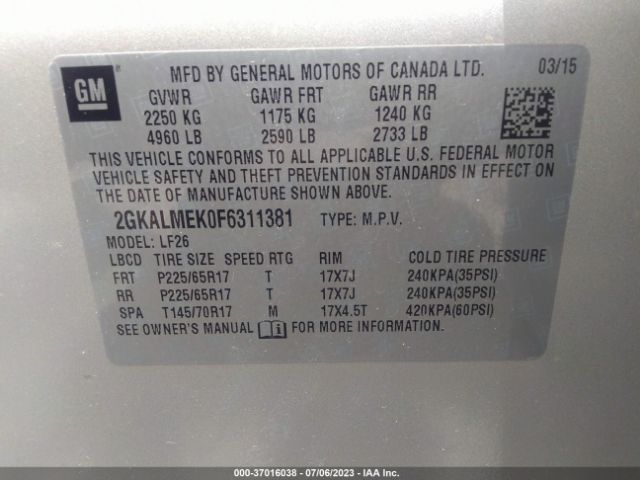 GM MFD BY GENERAL MOTORS OF CANADA LTD. 03/15
GVWR GAWR FRT GAWR RR
2250 KG 1175 KG 1240 KG
4960 LB 2590 LB 2733 LB
THIS VEHICLE CONFORMS TO ALL APPLICABLE U.S. FEDERAL MOTOR
VEHICLE SAFETY AND THEFT PREVENTION STANDARDS IN EFFECT ON
THE DATE OF MANUFACTURE SHOWN ABOVE.
2GKALMEK0F6311381 TYPE: M.P.V.
MODEL: LF26
LBCD TIRE SIZE SPEED RTG RIM COLD TIRE PRESSURE
FRT P225/65R17 T 17X7J 240KPA(35PSI)
RR P225/65R17 T 17X7J 240KPA(35PSI)
SPA T145/70R17 M 17X4.5T 420KPA(60PSI)
SEE OWNER'S MANUAL FOR MORE INFORMATION.
000-37016038 - 07/06/2023 - IAA Inc.